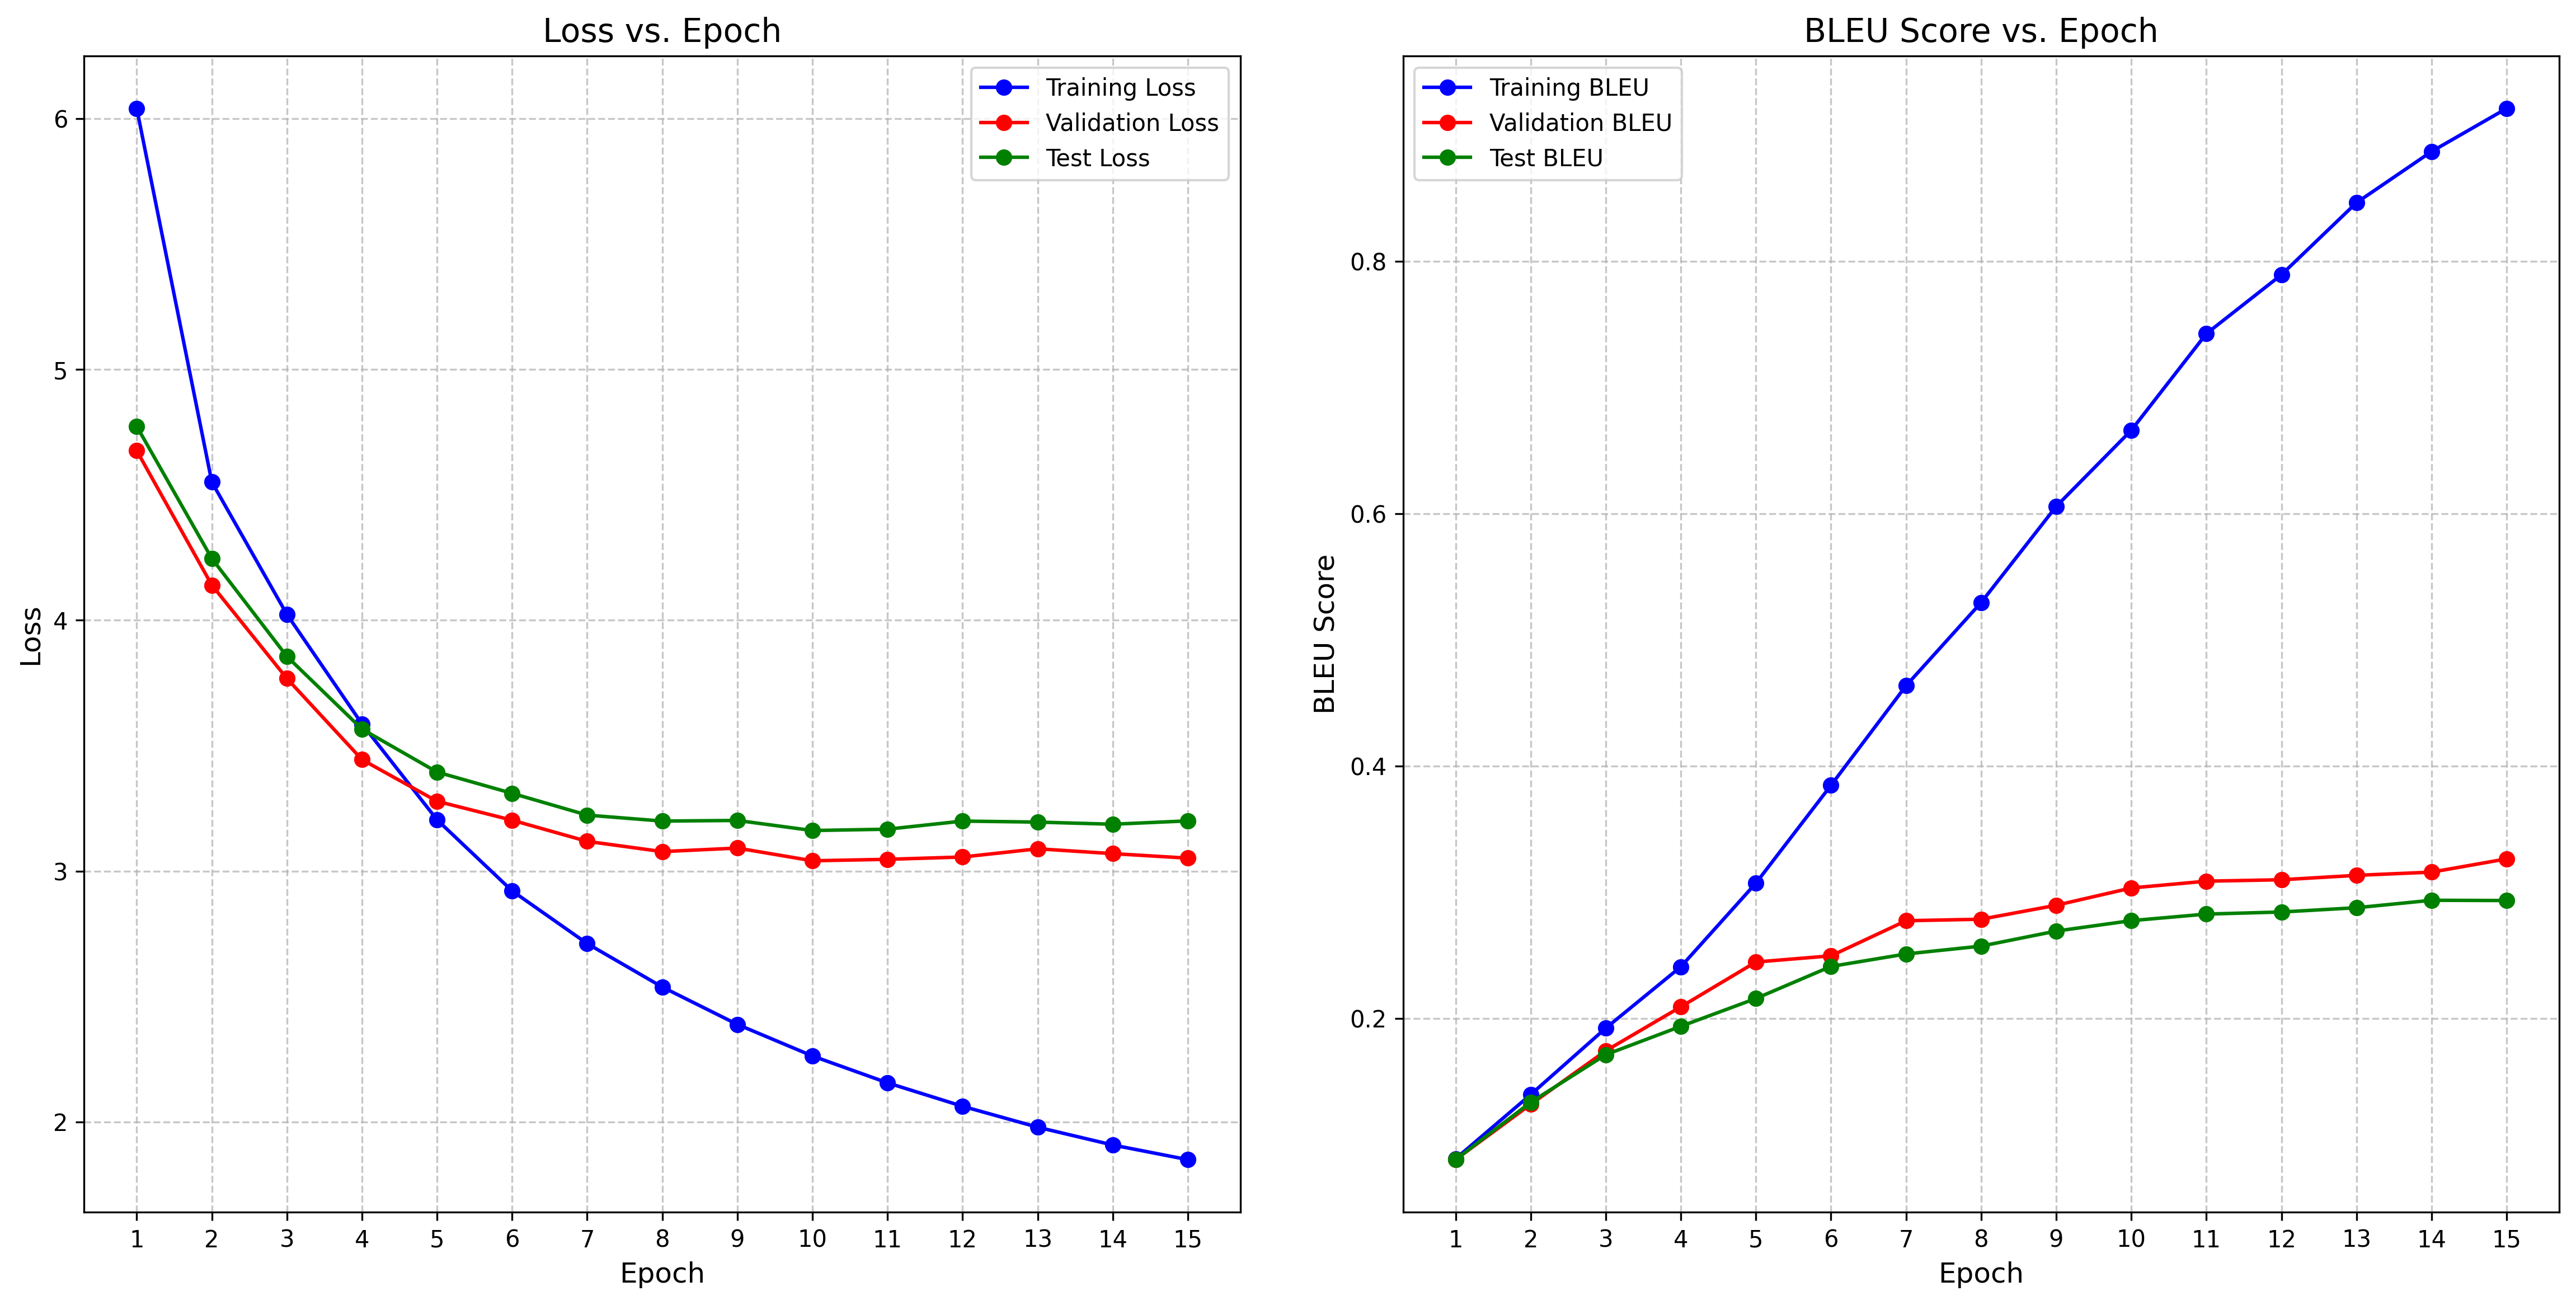 Loss vs. Epoch
Training Loss
Validation Loss
Test Loss
6
5
4
3
2
Loss
1 2 3 4 5 6 7 8 9 10 11 12 13 14 15
Epoch
BLEU Score vs. Epoch
Training BLEU
Validation BLEU
Test BLEU
0.8
0.6
0.4
0.2
BLEU Score
1 2 3 4 5 6 7 8 9 10 11 12 13 14 15
Epoch